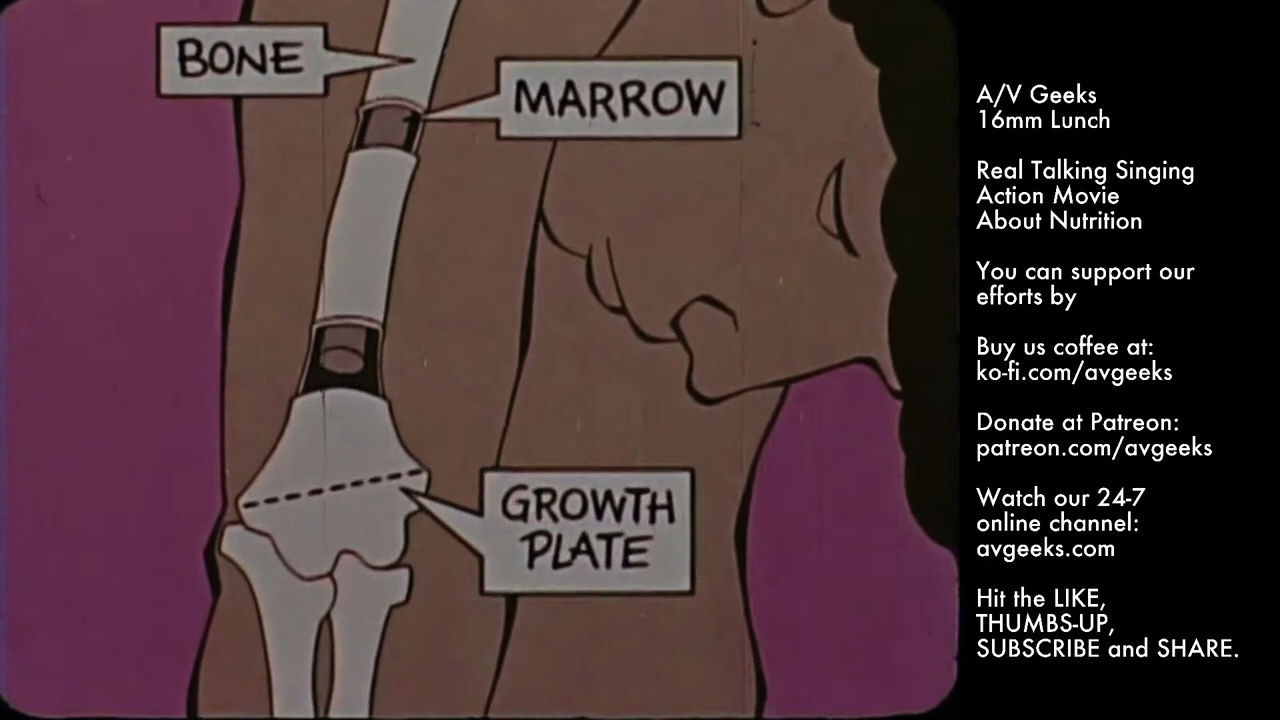 BONE
MARROW
GROWTH
PLATE
A/V Geeks
16mm Lunch
Real Talking Singing
Action Movie
About Nutrition
You can support our
efforts by
Buy us coffee at:
ko-fi.com/avgeeks
Donate at Patreon:
patreon.com/avgeeks
Watch our 24-7
online channel:
avgeeks.com
Hit the LIKE,
THUMBS-UP,
SUBSCRIBE and SHARE.